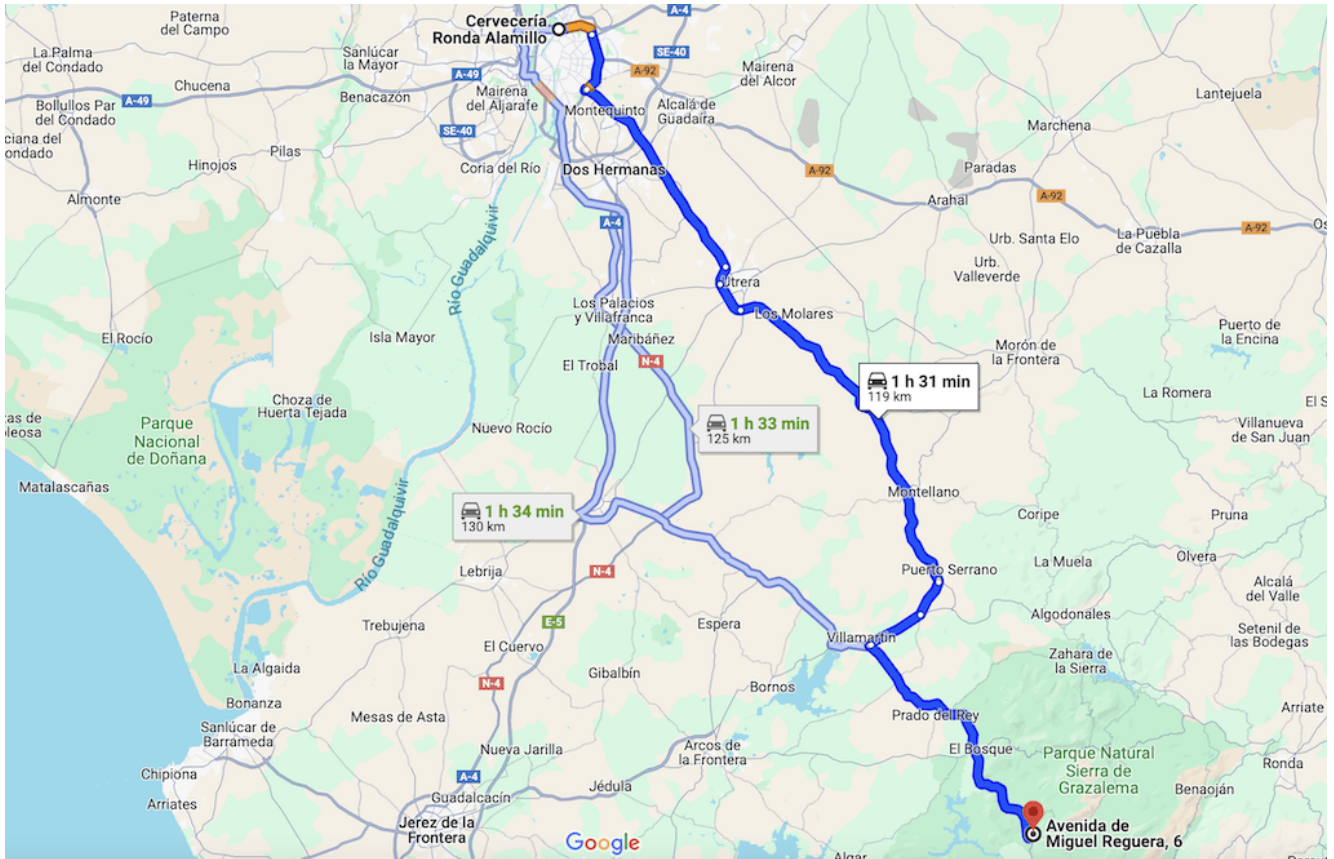 Paterna
del Campo
Cervecería
Ronda Alamillo
A-4
La Palma
del Condado
Sanlúcar
la Mayor
SE-40
A-49
A-92
Mairena
del Alcor
Chucena
Benacazón
Mairena
del Aljarafe
Lantejuela
A-49
Bollullos Par
del Condado
Montequinto
Alcalá de
Guadaíra
SE-40
Marchena
Hinojos
Pilas
Coria del Río
Dos Hermanas
A-92
Paradas
Almonte
Arahal
A-92
A-4
La Puebla
de Cazalla
A-92
Urb. Santa Elo
Urb.
Valleverde
Río Guadalquivir
Utrera
Los Palacios
y Villafranca
Los Molares
El Rocío
Isla Mayor
Maribáñez
Puerto de
la Encina
Morón de
la Frontera
El Trobal
N-4
1 h 31 min
119 km
La Romera
Choza de
Huerta Tejada
Parque
Nacional
de Doñana
Nuevo Rocío
1 h 33 min
125 km
Villanueva
de San Juan
Matalascañas
Montellano
1 h 34 min
130 km
Coripe
Pruna
Río Guadalquivir
Lebrija
N-4
Puerto Serrano
La Muela
Olvera
Alcalá
del Valle
Trebujena
E-5
Espera
Algodonales
El Cuervo
Villamartín
Setenil de
las Bodegas
La Algaida
Gibalbín
Zahara de
la Sierra
N-4
Bornos
Bonanza
Mesas de Asta
Prado del Rey
Arriate
Sanlúcar de
Barrameda
Nueva Jarilla
Arcos de
la Frontera
El Bosque
Parque Natural
Sierra de
Grazalema
Ronda
Chipiona
A-4
Jédula
Benaoján
Guadalcacín
Arriates
Jerez de la
Frontera
Google
Avenida de
Miguel Reguera, 6
Algar